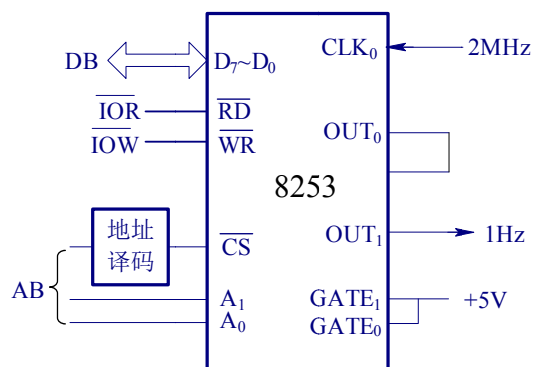 CLK₀
2MHz
DB
D₇~D₀
IOR
RD
IOW
WR
OUT₀
8253
地址
译码
CS
OUT₁
1Hz
AB
A₁
A₀
GATE₁
GATE₀
+5V